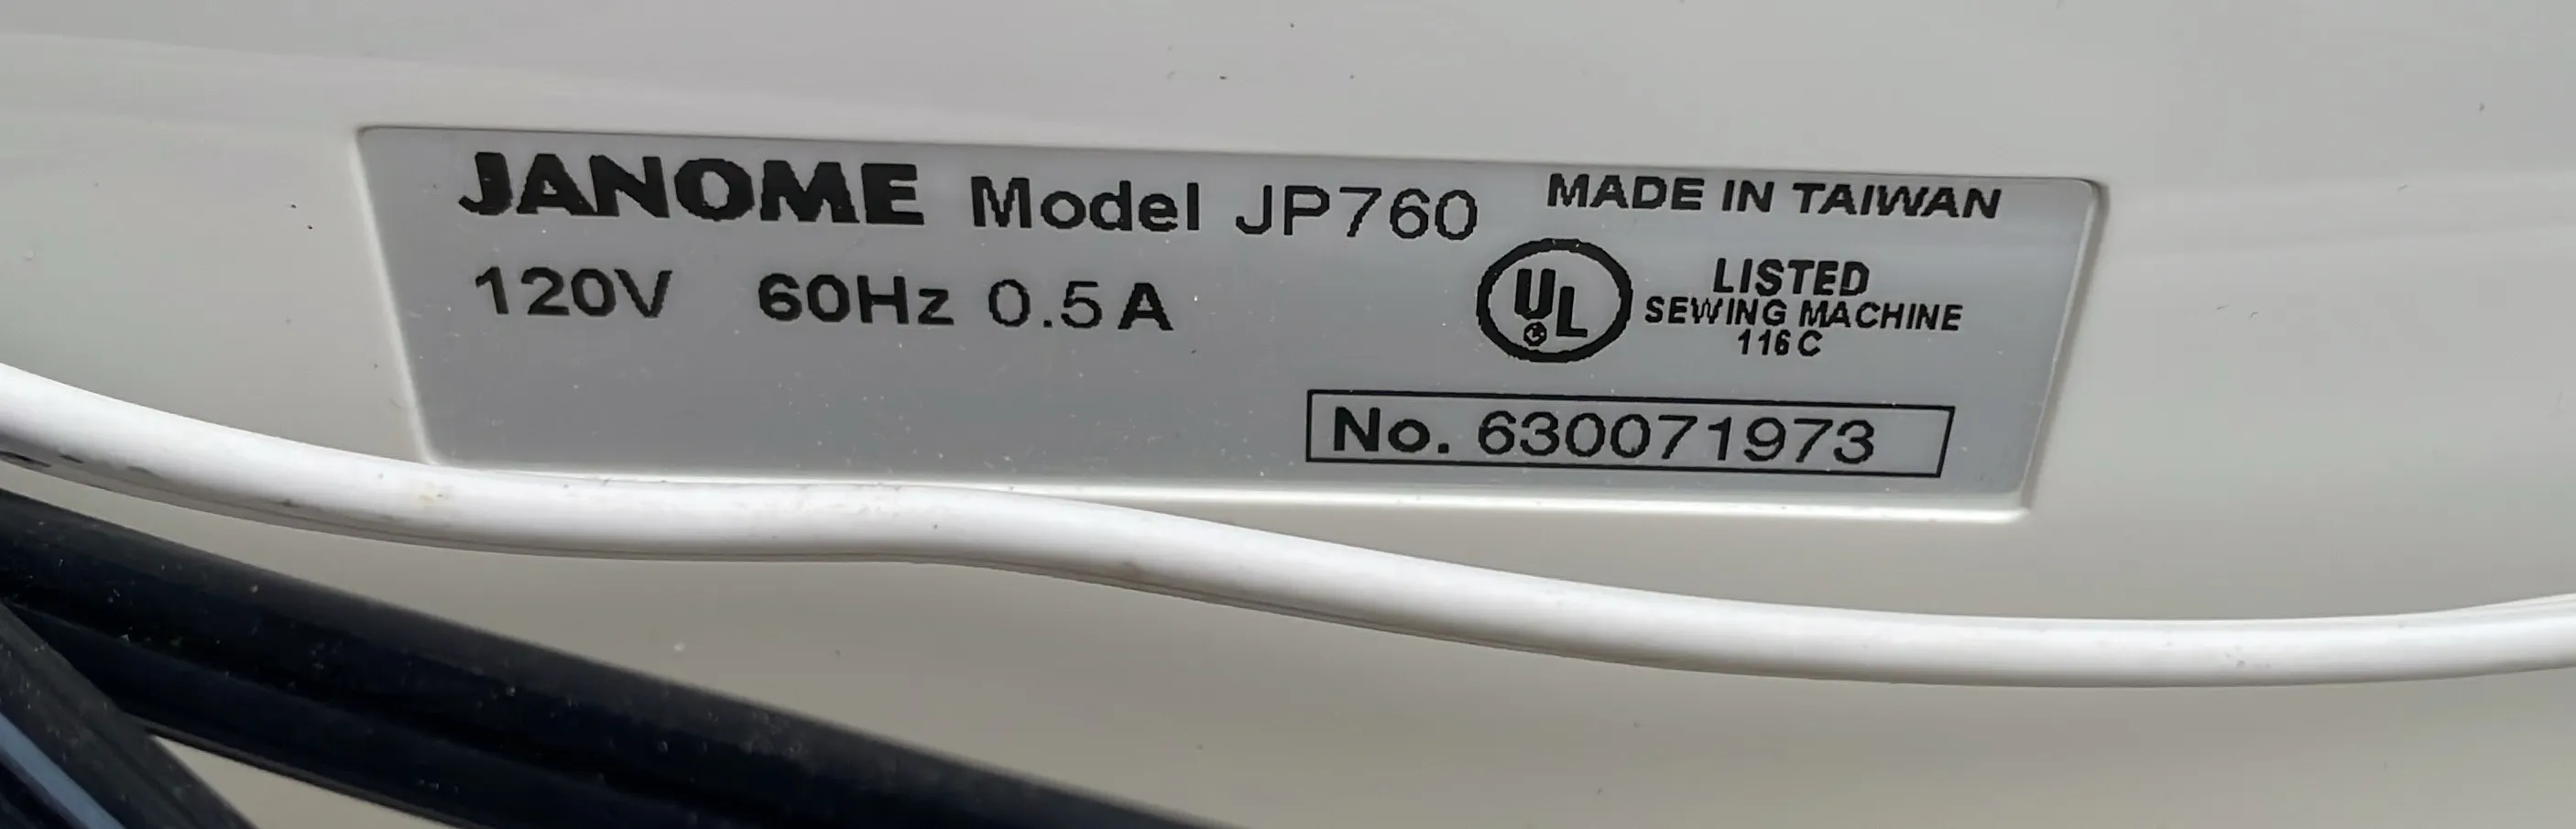 JANOME Model JP760 MADE IN TAIWAN
120V 60Hz 0.5A
UL LISTED
SEWING MACHINE
116C
No. 630071973